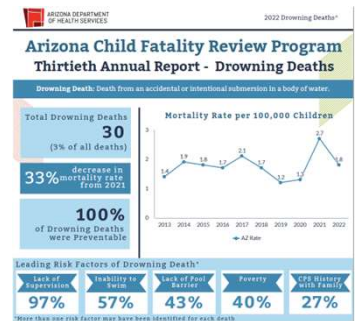 ARIZONA DEPARTMENT
OF HEALTH SERVICES
2022 Drowning Deaths^
Arizona Child Fatality Review Program
Thirtieth Annual Report - Drowning Deaths
Drowning Death: Death from an accidental or intentional submersion in a body of water.
Total Drowning Deaths
30
(3% of all deaths)
33% decrease in
mortality rate
from 2021
100%
of Drowning Deaths
were Preventable
Mortality Rate per 100,000 Children
3
2
1
0
1.4
1.9
1.8
1.7
2.1
1.7
1.2
1.3
2.7
1.8
2013 2014 2015 2016 2017 2018 2019 2020 2021 2022
AZ Rate
Leading Risk Factors of Drowning Death*
Lack of
Supervision
97%
Inability to
Swim
57%
Lack of Pool
Barrier
43%
Poverty
40%
CPS History
with Family
27%
*More than one risk factor may have been identified for each death